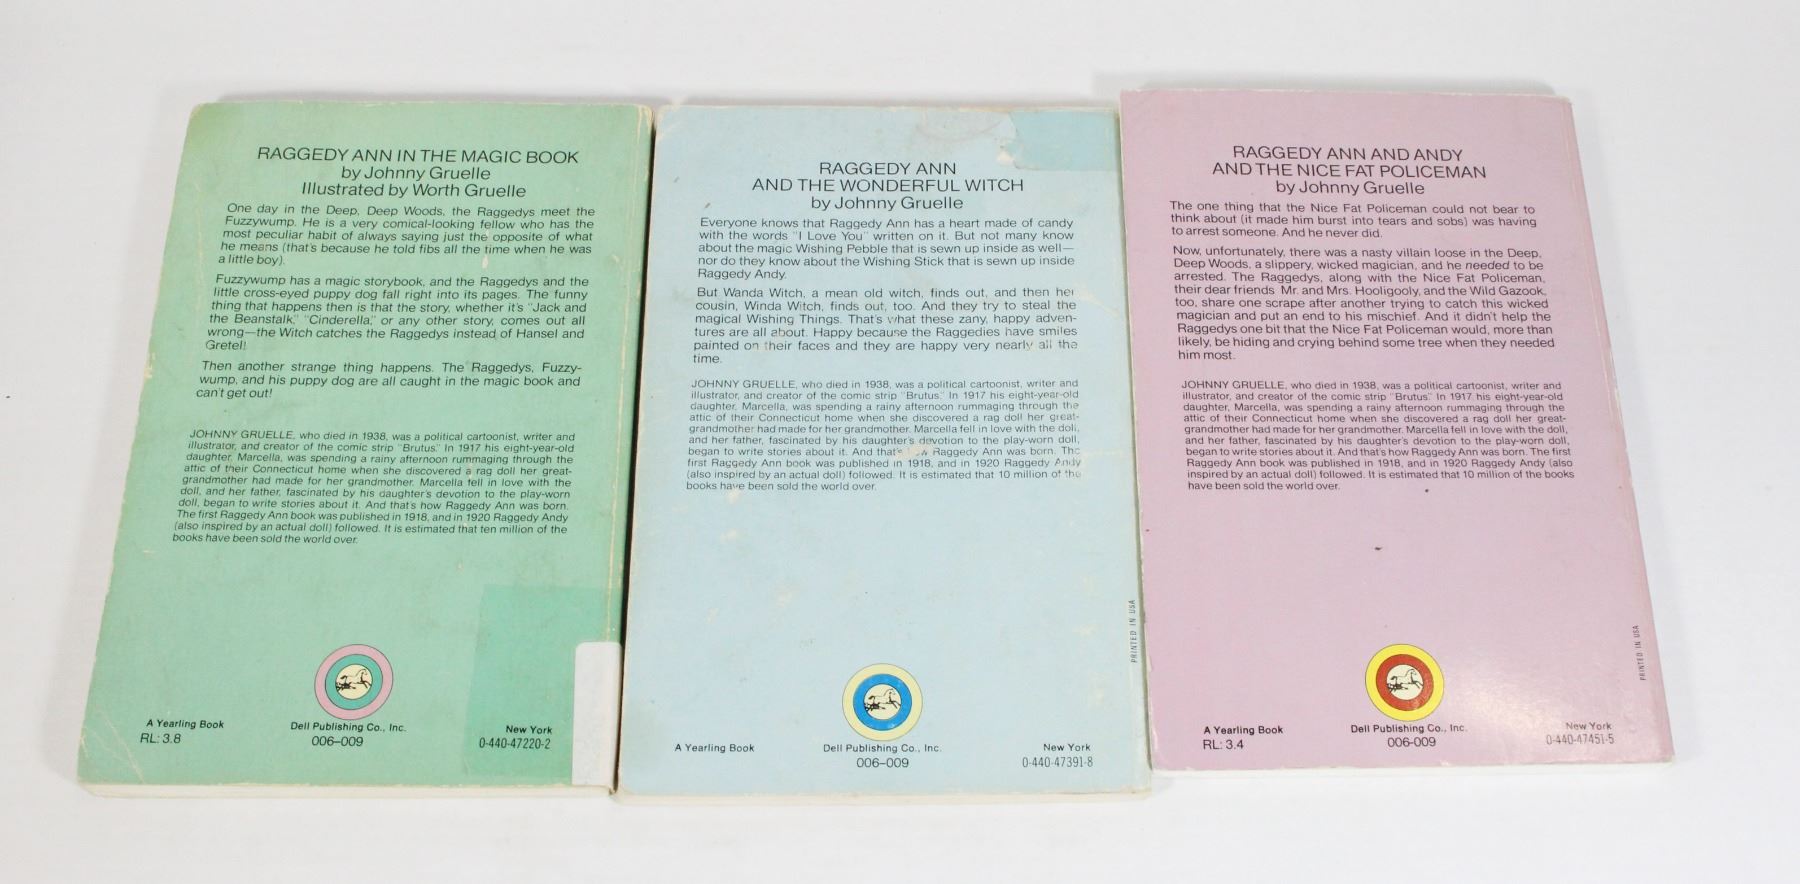 RAGGEDY ANN IN THE MAGIC BOOK
by Johnny Gruelle
Illustrated by Worth Gruelle
One day in the Deep, Deep Woods, the Raggedys meet the
Fuzzywump. He is a very comical-looking fellow who has the
most peculiar habit of always saying just the opposite of what
he means (that's because he told fibs all the time when he was
a little boy).
Fuzzywump has a magic storybook, and the Raggedys and the
little cross-eyed puppy dog fall right into its pages. The funny
thing that happens then is that the story, whether it's "Jack and
the Beanstalk," "Cinderella," or any other story, comes out all
wrong—the Witch catches the Raggedys instead of Hansel and
Gretel!
Then another strange thing happens. The Raggedys, Fuzzy-
wump, and his puppy dog are all caught in the magic book and
can't get out!
JOHNNY GRUELLE, who died in 1938, was a political cartoonist, writer and
illustrator, and creator of the comic strip "Brutus." In 1917 his eight-year-old
daughter, Marcella, was spending a rainy afternoon rummaging through the
attic of their Connecticut home when she discovered a rag doll her great-
grandmother had made for her grandmother. Marcella fell in love with the
doll, and her father, fascinated by his daughter's devotion to the play-worn
doll, began to write stories about it. And that's how Raggedy Ann was born.
The first Raggedy Ann book was published in 1918, and in 1920 Raggedy Andy
(also inspired by an actual doll) followed. It is estimated that ten million of the
books have been sold the world over.
A Yearling Book
RL: 3.8
Dell Publishing Co., Inc.
006–009
New York
0-440-47220-2
RAGGEDY ANN
AND THE WONDERFUL WITCH
by Johnny Gruelle
Everyone knows that Raggedy Ann has a heart made of candy
with the words "I Love You" written on it. But not many know
about the magic Wishing Pebble that is sewn up inside as well—
nor do they know about the Wishing Stick that is sewn up inside
Raggedy Andy.
But Wanda Witch, a mean old witch, finds out, and then her
cousin, Winda Witch, finds out, too. And they try to steal the
magical Wishing Things. That's what these zany, happy adven-
tures are all about. Happy because the Raggedies have smiles
painted on their faces and they are happy very nearly all the
time.
JOHNNY GRUELLE, who died in 1938, was a political cartoonist, writer and
illustrator, and creator of the comic strip "Brutus." In 1917 his eight-year-old
daughter, Marcella, was spending a rainy afternoon rummaging through the
attic of their Connecticut home when she discovered a rag doll her great-
grandmother had made for her grandmother. Marcella fell in love with the doll,
and her father, fascinated by his daughter's devotion to the play-worn doll,
began to write stories about it. And that's how Raggedy Ann was born. The
first Raggedy Ann book was published in 1918, and in 1920 Raggedy Andy
(also inspired by an actual doll) followed. It is estimated that 10 million of the
books have been sold the world over.
PRINTED IN USA
A Yearling Book
Dell Publishing Co., Inc.
006–009
New York
0-440-47391-8
RAGGEDY ANN AND ANDY
AND THE NICE FAT POLICEMAN
by Johnny Gruelle
The one thing that the Nice Fat Policeman could not bear to
think about (it made him burst into tears and sobs) was having
to arrest someone. And he never did.
Now, unfortunately, there was a nasty villain loose in the Deep,
Deep Woods, a slippery, wicked magician, and he needed to be
arrested. The Raggedys, along with the Nice Fat Policeman,
their dear friends Mr. and Mrs. Hooligooly, and the Wild Gazook,
too, share one scrape after another trying to catch this wicked
magician and put an end to his mischief. And it didn't help the
Raggedys one bit that the Nice Fat Policeman would, more than
likely, be hiding and crying behind some tree when they needed
him most.
JOHNNY GRUELLE, who died in 1938, was a political cartoonist, writer and
illustrator, and creator of the comic strip "Brutus." In 1917 his eight-year-old
daughter, Marcella, was spending a rainy afternoon rummaging through the
attic of their Connecticut home when she discovered a rag doll her great-
grandmother had made for her grandmother. Marcella fell in love with the doll,
and her father, fascinated by his daughter's devotion to the play-worn doll,
began to write stories about it. And that's how Raggedy Ann was born. The first
Raggedy Ann book was published in 1918, and in 1920 Raggedy Andy (also
inspired by an actual doll) followed. It is estimated that 10 million of the books
have been sold the world over.
PRINTED IN USA
A Yearling Book
RL: 3.4
Dell Publishing Co., Inc.
006–009
New York
0-440-47451-5